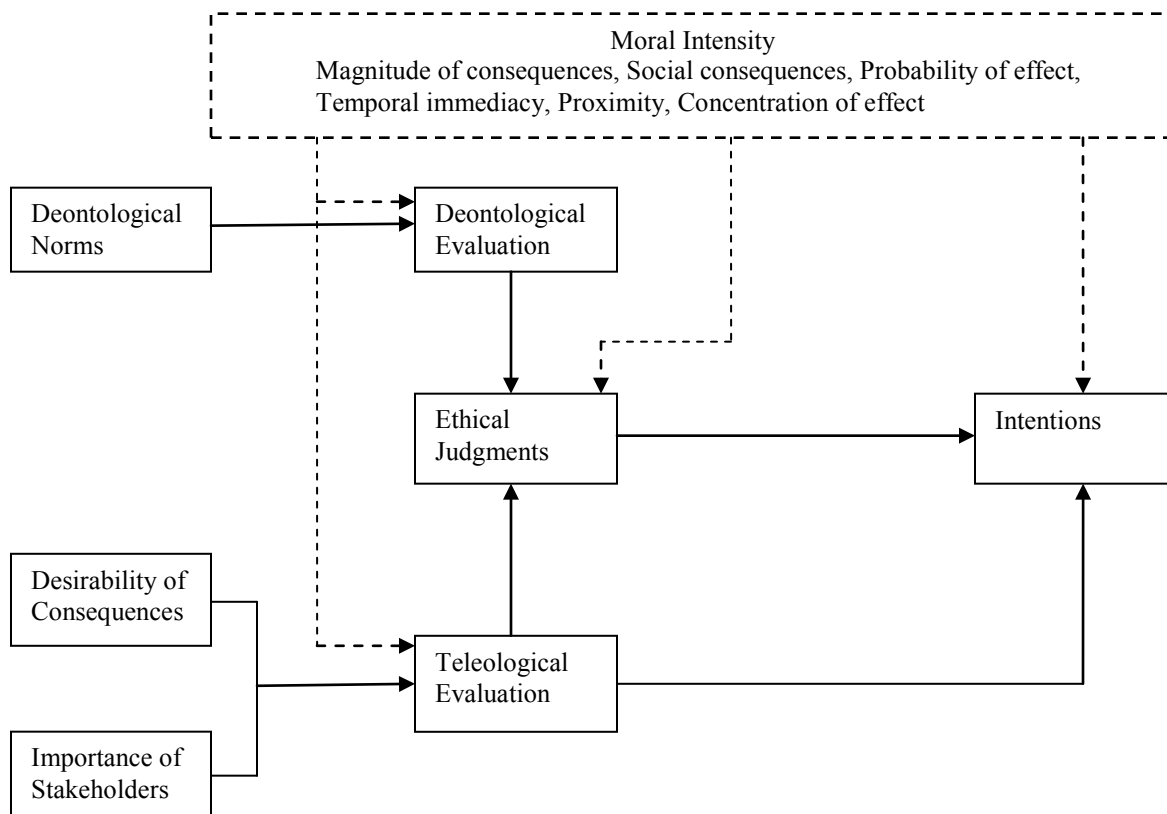 Moral Intensity
Magnitude of consequences, Social consequences, Probability of effect,
Temporal immediacy, Proximity, Concentration of effect
Deontological
Norms
Deontological
Evaluation
Ethical
Judgments
Intentions
Desirability of
Consequences
Teleological
Evaluation
Importance of
Stakeholders